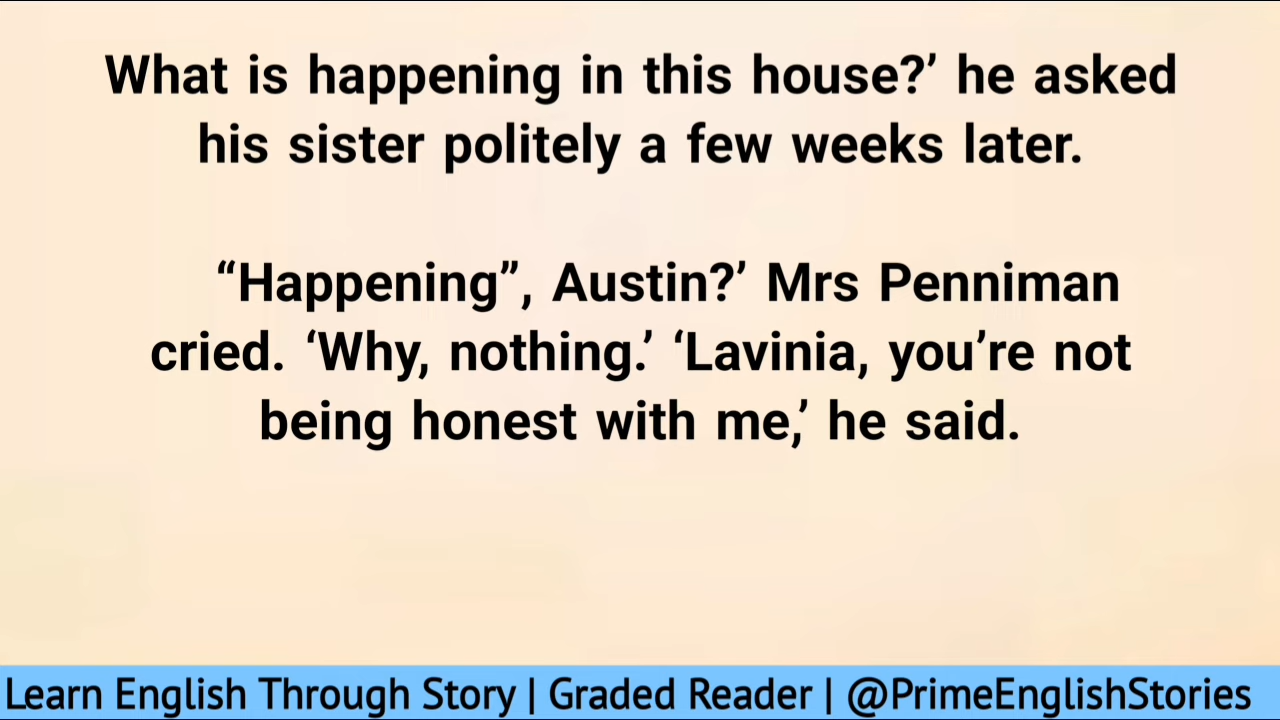 What is happening in this house?’ he asked
his sister politely a few weeks later.
“Happening”, Austin?’ Mrs Penniman
cried. ‘Why, nothing.’ ‘Lavinia, you’re not
being honest with me,’ he said.
Learn English Through Story | Graded Reader | @PrimeEnglishStories